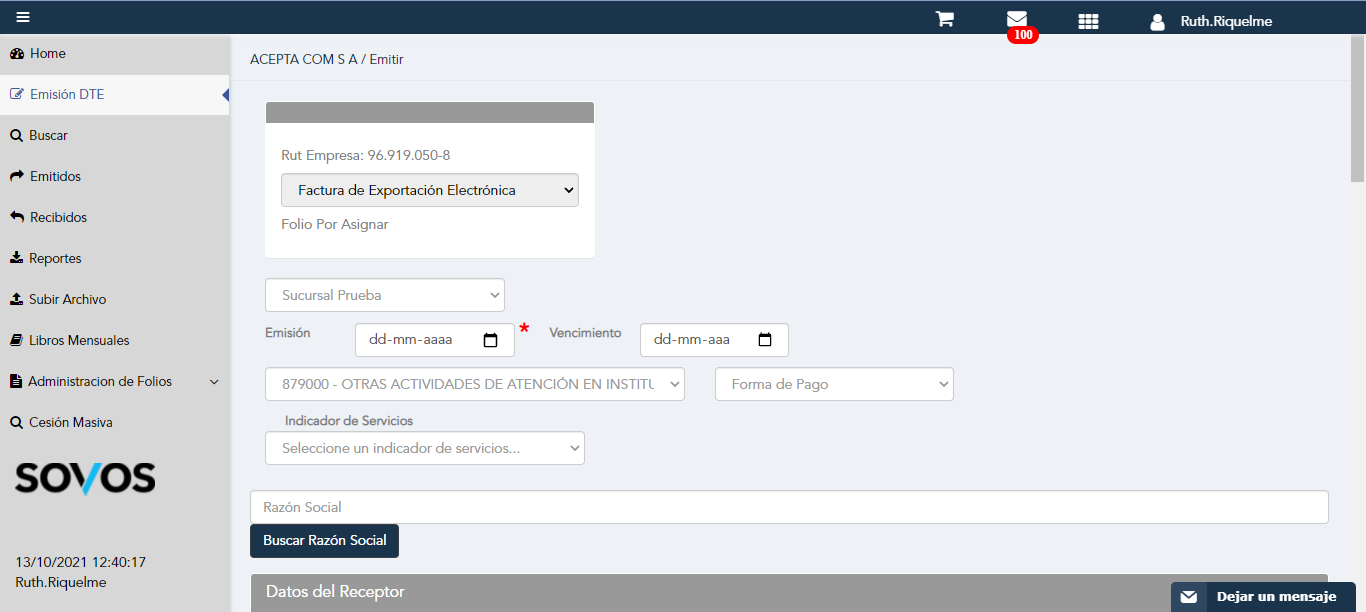 Ruth.Riquelme
100
Home
Emisión DTE
Buscar
Emitidos
Recibidos
Reportes
Subir Archivo
Libros Mensuales
Administracion de Folios
Cesión Masiva
SOVOS
13/10/2021 12:40:17
Ruth.Riquelme
ACEPTA COM S A / Emitir
Rut Empresa: 96.919.050-8
Factura de Exportación Electrónica
Folio Por Asignar
Sucursal Prueba
Emisión dd-mm-aaaa * Vencimiento dd-mm-aaa
879000 - OTRAS ACTIVIDADES DE ATENCIÓN EN INSTITU Forma de Pago
Indicador de Servicios
Seleccione un indicador de servicios...
Razón Social
Buscar Razón Social
Datos del Receptor
Dejar un mensaje